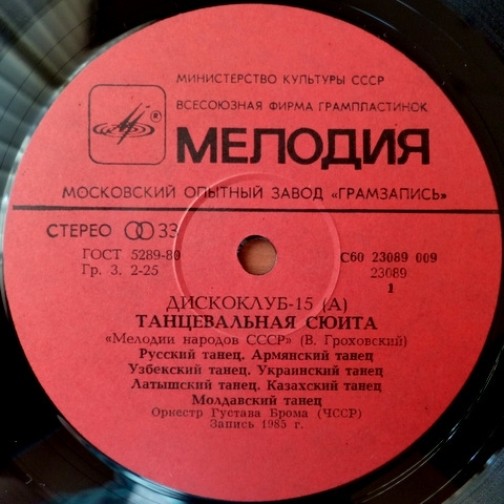 МИНИСТЕРСТВО КУЛЬТУРЫ СССР
ВСЕСОЮЗНАЯ ФИРМА ГРАМПЛАСТИНОК
®
МЕЛОДИЯ
МОСКОВСКИЙ ОПЫТНЫЙ ЗАВОД «ГРАМЗАПИСЬ»
СТЕРЕО 33
ГОСТ 5289-80
Гр. 3. 2-25
С60 23089 009
23089
1
ДИСКОКЛУБ-15 (А)
ТАНЦЕВАЛЬНАЯ СЮИТА
«Мелодии народов СССР» (В. Гроховский)
Русский танец. Армянский танец
Узбекский танец. Украинский танец
Латышский танец. Казахский танец
Молдавский танец
Оркестр Густава Брома (ЧССР)
Запись 1985 г.